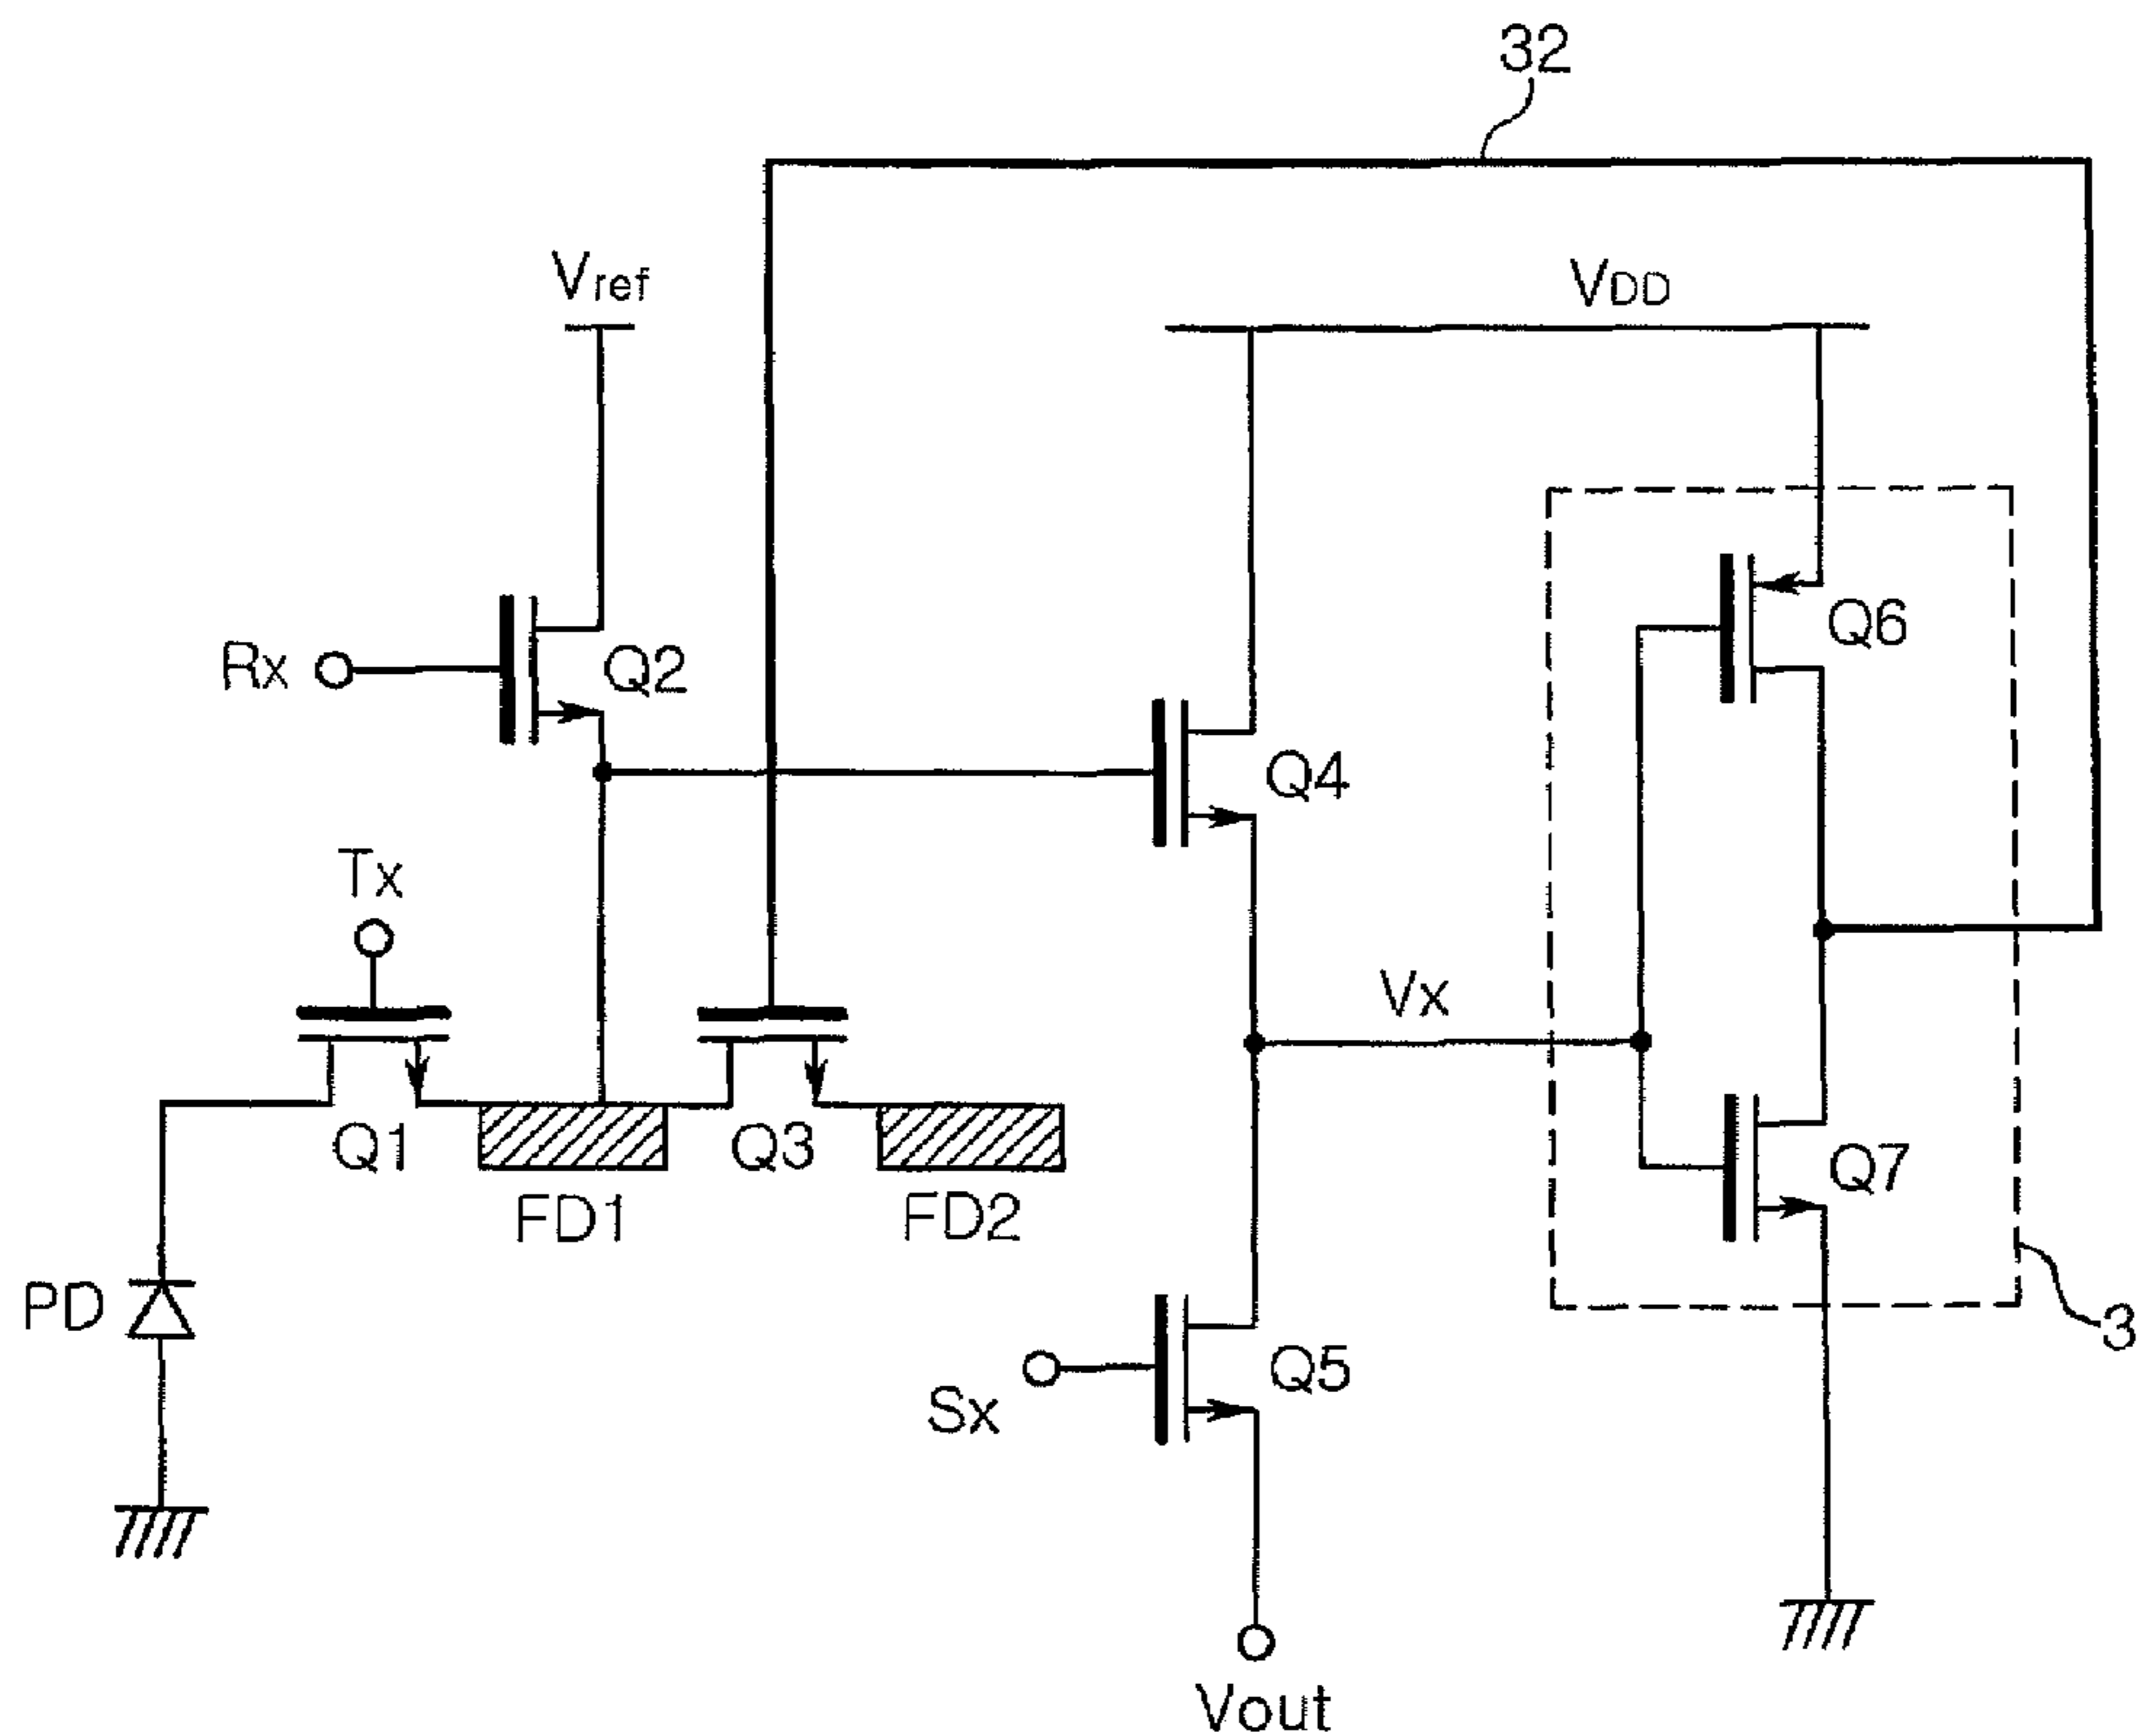 32
Vref
VDD
Rx
Q2
Q6
Q4
Tx
Vx
Q1
Q3
Q7
FD1
FD2
PD
3
Q5
Sx
Vout